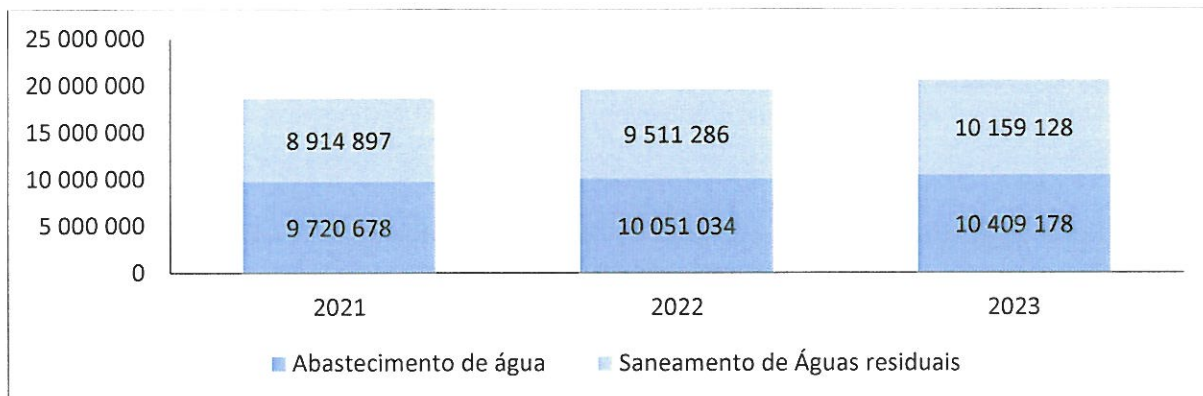 25 000 000
20 000 000
15 000 000
10 000 000
5 000 000
0
8 914 897
9 511 286
10 159 128
9 720 678
10 051 034
10 409 178
2021
2022
2023
Abastecimento de água
Saneamento de Águas residuais